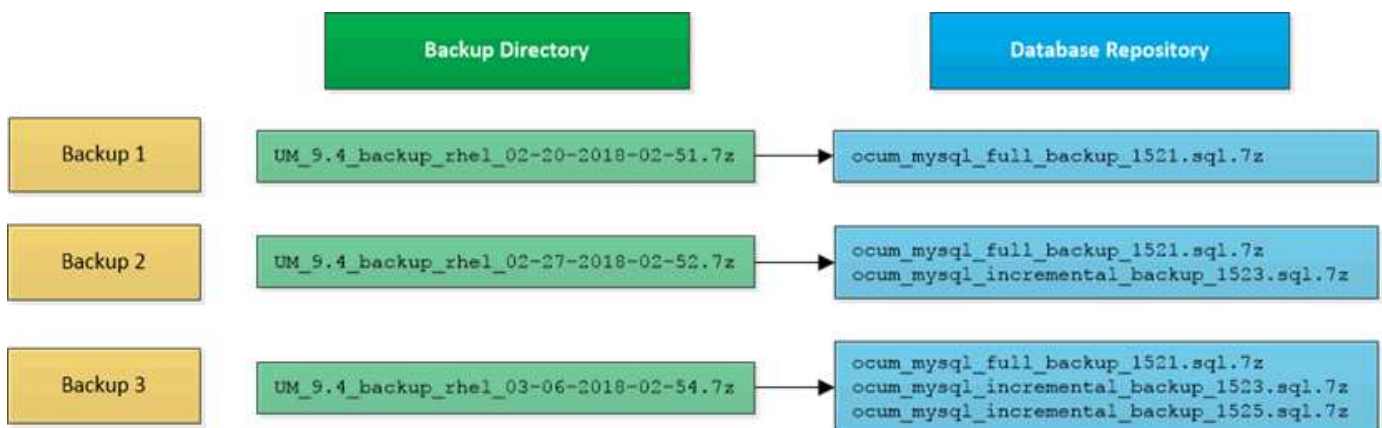 Backup Directory
Database Repository
Backup 1
UM_9.4_backup_rhel_02-20-2018-02-51.7z
ocum_mysql_full_backup_1521.sql.7z
Backup 2
UM_9.4_backup_rhel_02-27-2018-02-52.7z
ocum_mysql_full_backup_1521.sql.7z
ocum_mysql_incremental_backup_1523.sql.7z
Backup 3
UM_9.4_backup_rhel_03-06-2018-02-54.7z
ocum_mysql_full_backup_1521.sql.7z
ocum_mysql_incremental_backup_1523.sql.7z
ocum_mysql_incremental_backup_1525.sql.7z